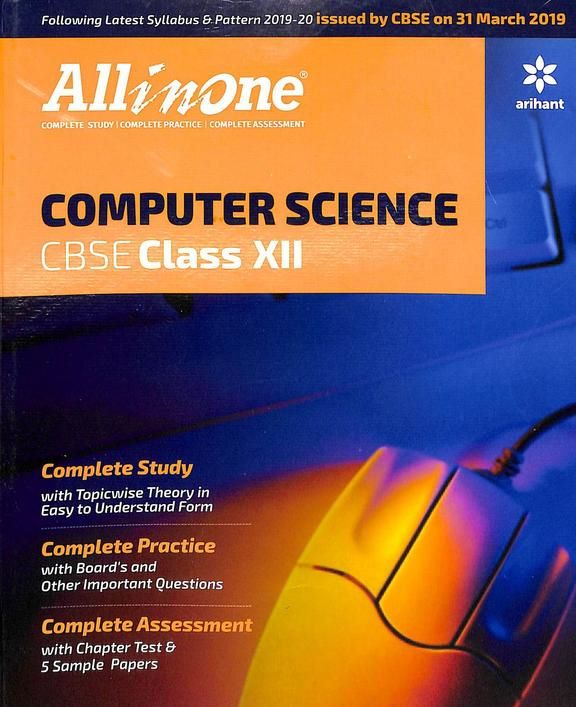 Following Latest Syllabus & Pattern 2019-20 issued by CBSE on 31 March 2019
All in one®
COMPLETE STUDY | COMPLETE PRACTICE | COMPLETE ASSESSMENT
arihant
COMPUTER SCIENCE
CBSE Class XII
Ctrl
Complete Study
with Topicwise Theory in
Easy to Understand Form
Complete Practice
with Board's and
Other Important Questions
Complete Assessment
with Chapter Test &
5 Sample Papers